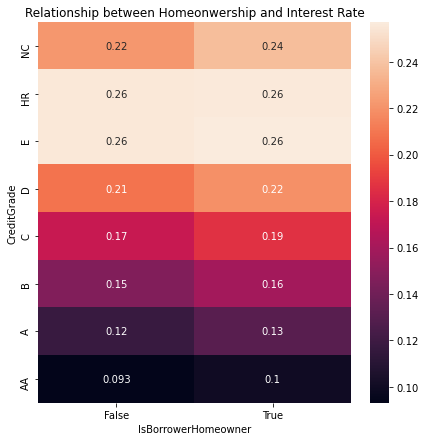 Relationship between Homeonwership and Interest Rate
CreditGrade
NC 0.22 0.24
HR 0.26 0.26
E 0.26 0.26
D 0.21 0.22
C 0.17 0.19
B 0.15 0.16
A 0.12 0.13
AA 0.093 0.1
False True
IsBorrowerHomeowner
0.24
0.22
0.20
0.18
0.16
0.14
0.12
0.10